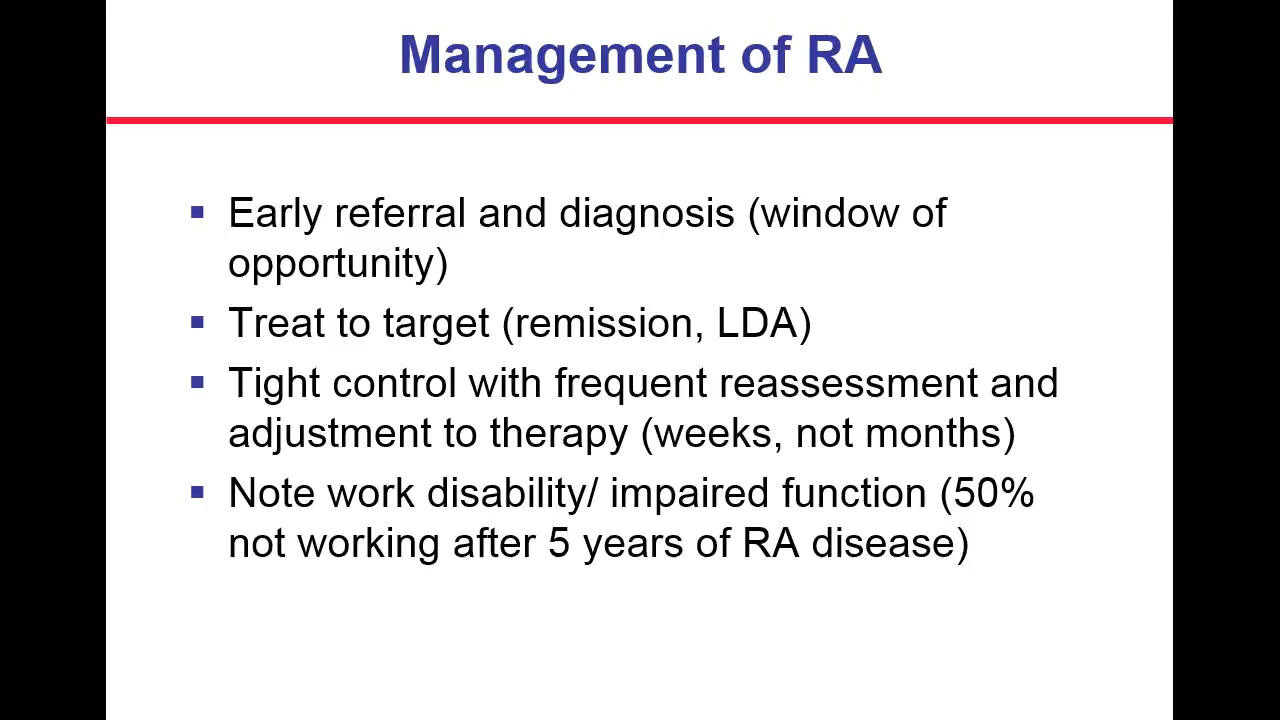 Management of RA
▪ Early referral and diagnosis (window of
opportunity)
▪ Treat to target (remission, LDA)
▪ Tight control with frequent reassessment and
adjustment to therapy (weeks, not months)
▪ Note work disability/ impaired function (50%
not working after 5 years of RA disease)